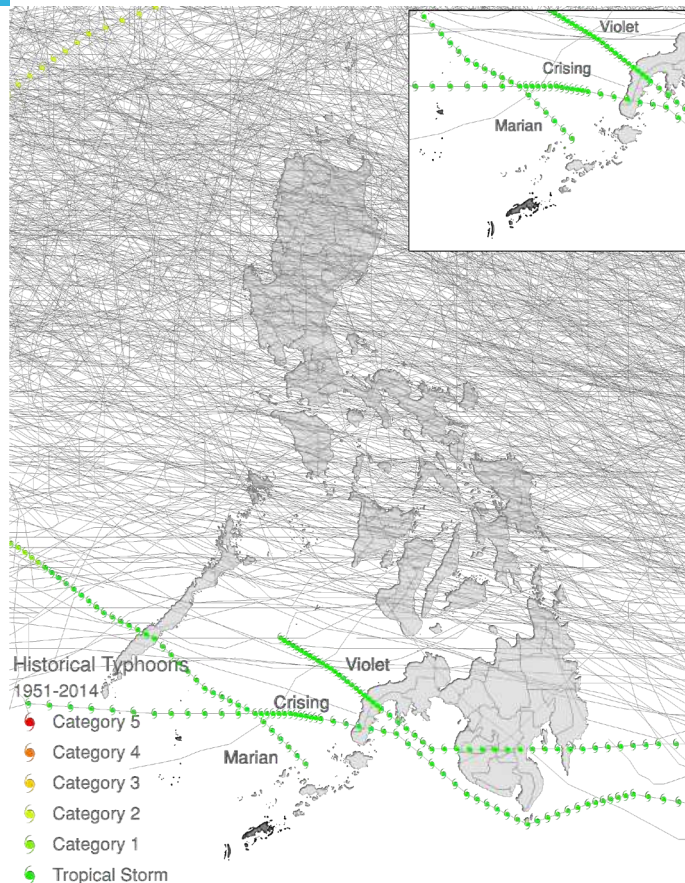 Violet
Crising
Marian
Violet
Crising
Marian
Historical Typhoons
1951-2014
Category 5
Category 4
Category 3
Category 2
Category 1
Tropical Storm